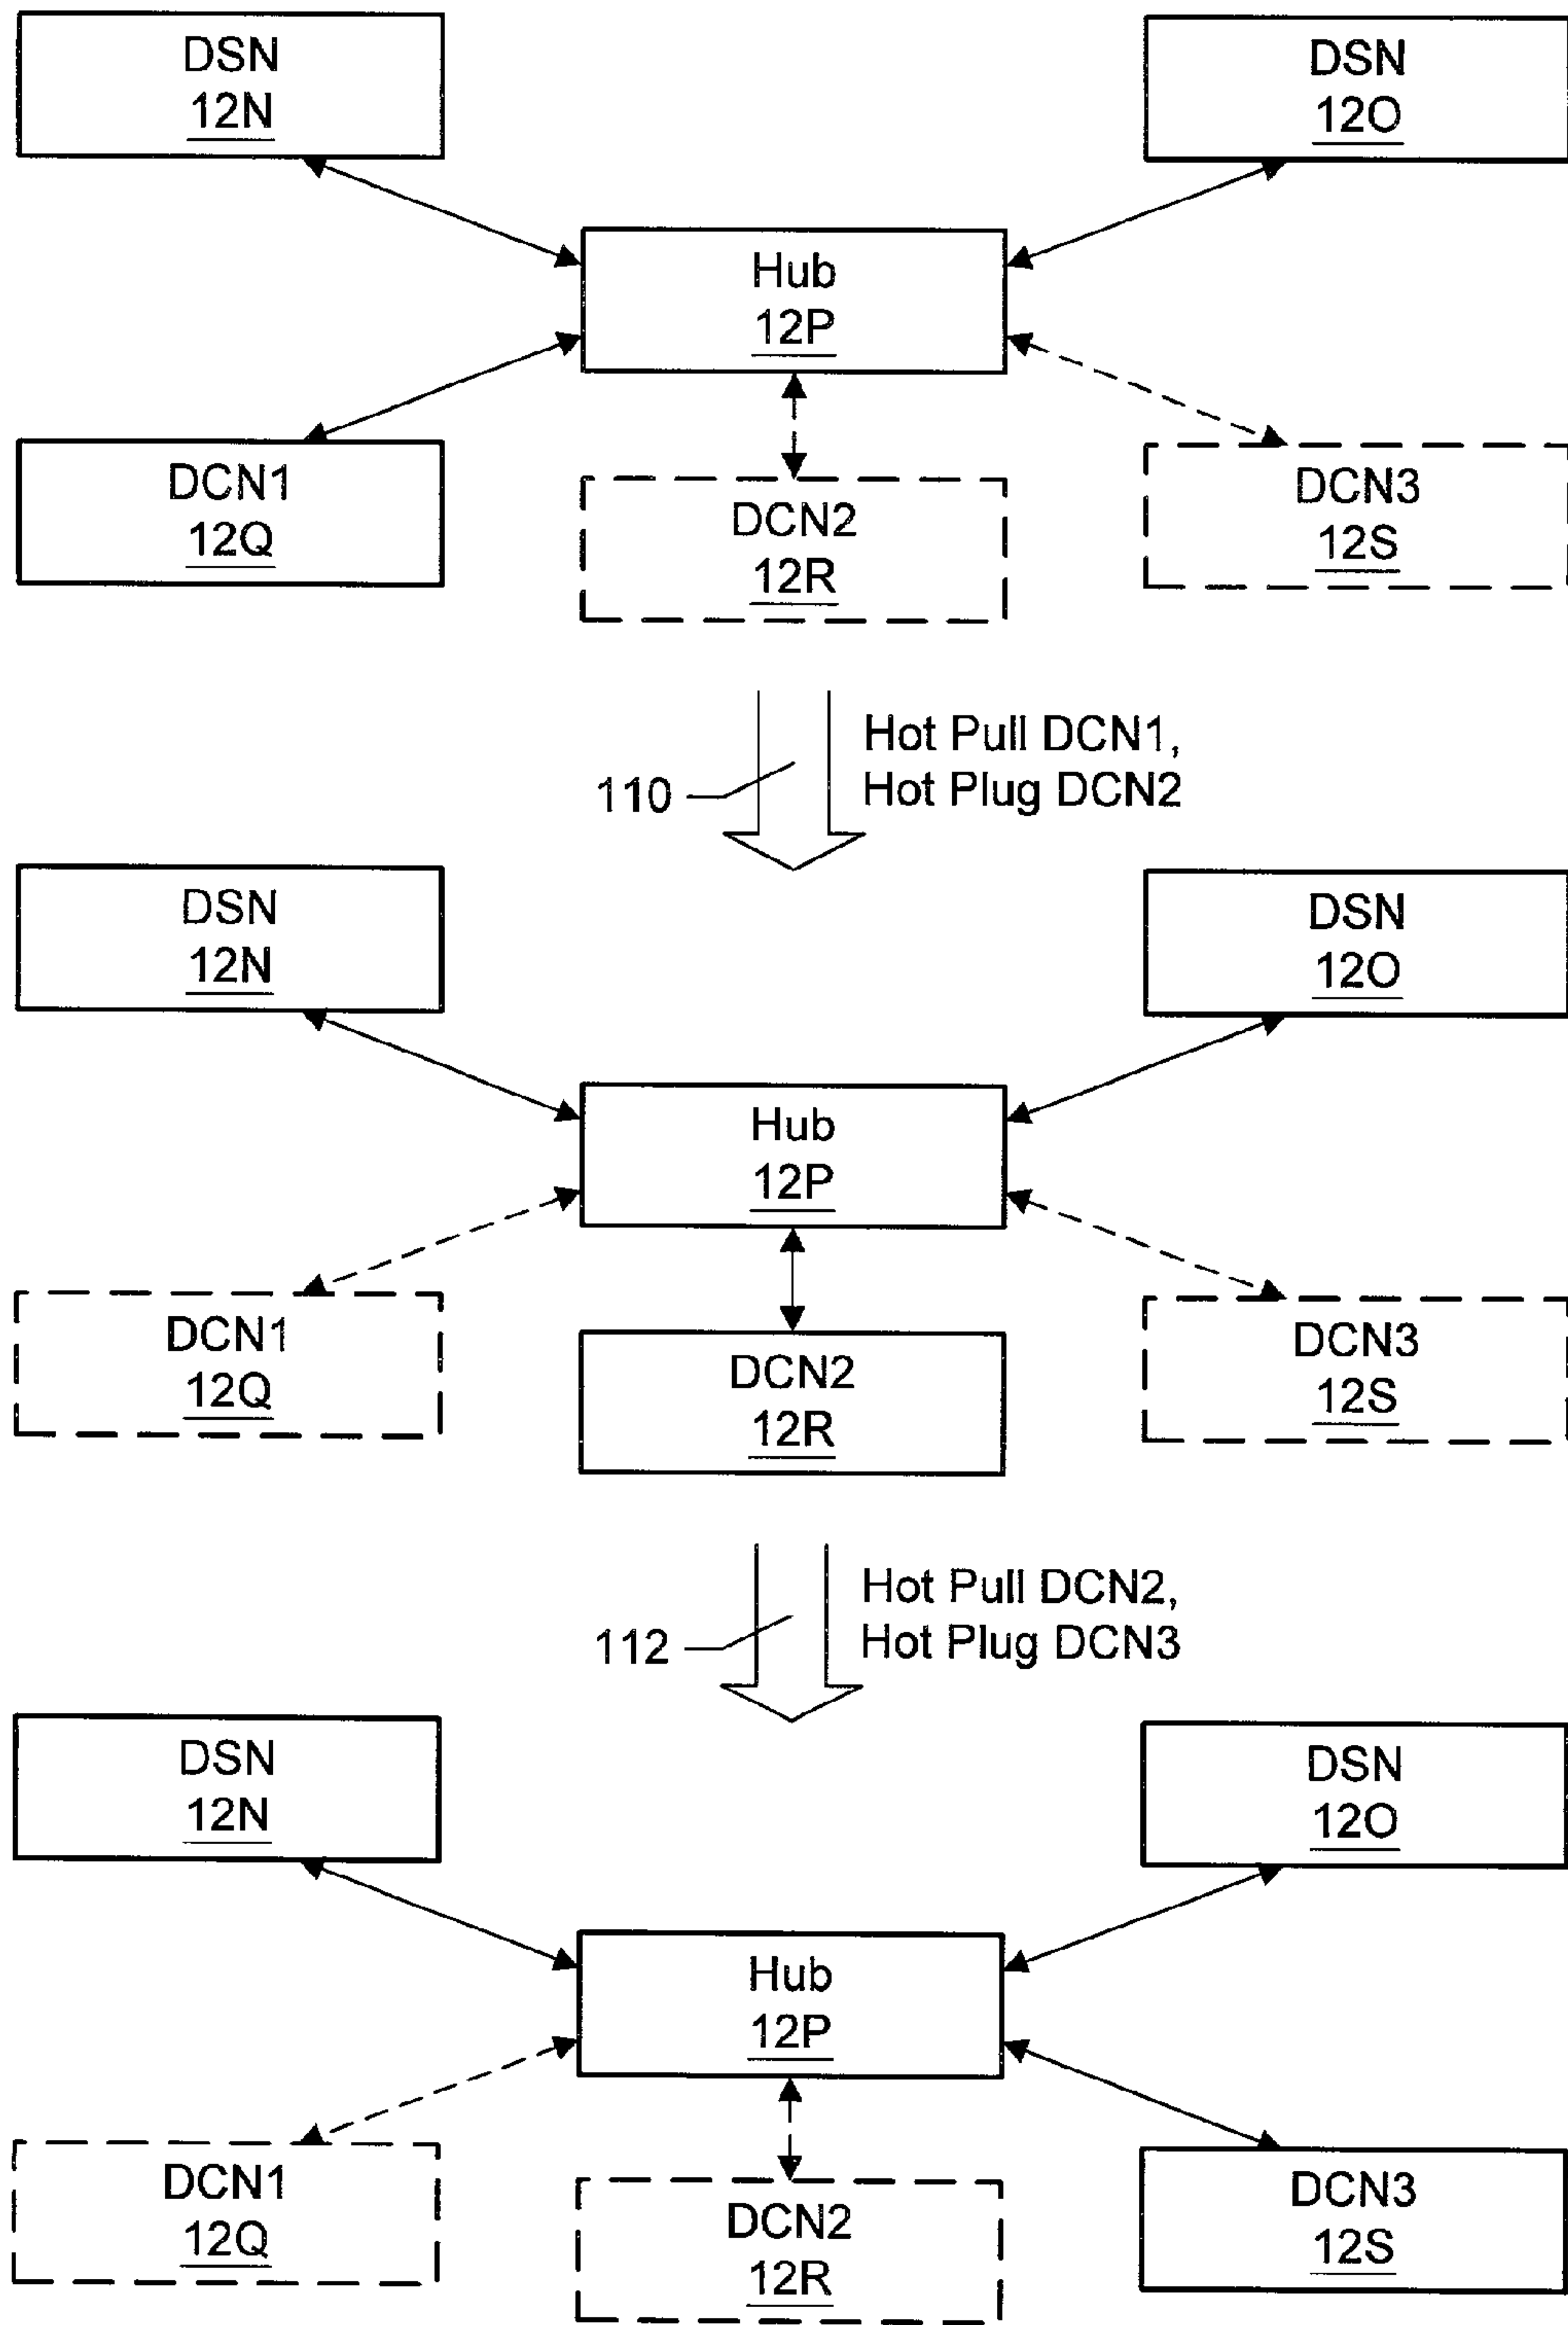 DSN
12N
DSN
12O
Hub
12P
DCN1
12Q
DCN2
12R
DCN3
12S
110
Hot Pull DCN1,
Hot Plug DCN2
DSN
12N
DSN
12O
Hub
12P
DCN1
12Q
DCN2
12R
DCN3
12S
112
Hot Pull DCN2,
Hot Plug DCN3
DSN
12N
DSN
12O
Hub
12P
DCN1
12Q
DCN2
12R
DCN3
12S